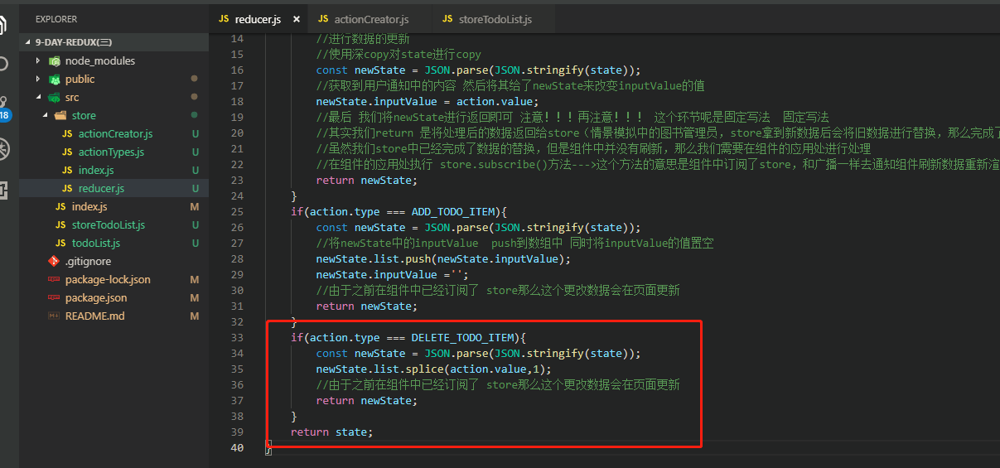 EXPLORER
9-DAY-REDUX(三)
node_modules
public
src
store
JS actionCreator.js U
JS actionTypes.js U
JS index.js U
JS reducer.js U
JS index.js M
JS storeTodoList.js U
JS todoList.js U
.gitignore
package-lock.json M
package.json M
README.md M
18
JS reducer.js ×
JS actionCreator.js
JS storeTodoList.js
14 //进行数据的更新
15 //使用深copy对state进行copy
16 const newState = JSON.parse(JSON.stringify(state));
17 //获取到用户通知中的内容 然后将其给了newState来改变inputValue的值
18 newState.inputValue = action.value;
19 //最后 我们将newState进行返回即可 注意！！！再注意！！！ 这个环节呢是固定写法  固定写法
20 //其实我们return 是将处理后的数据返回给store（情景模拟中的图书管理员，store拿到新数据后会将旧数据进行替换，那么完成了
21 //虽然我们store中已经完成了数据的替换，但是组件中并没有刷新，那么我们需要在组件的应用处进行处理
22 //在组件的应用处执行 store.subscribe()方法--->这个方法的意思是组件中订阅了store，和广播一样去通知组件刷新数据重新渲
23 return newState;
24 }
25 if(action.type === ADD_TODO_ITEM){
26 const newState = JSON.parse(JSON.stringify(state));
27 //将newState中的inputValue  push到数组中 同时将inputValue的值置空
28 newState.list.push(newState.inputValue);
29 newState.inputValue ='';
30 //由于之前在组件中已经订阅了 store那么这个更改数据会在页面更新
31 return newState;
32 }
33 if(action.type === DELETE_TODO_ITEM){
34 const newState = JSON.parse(JSON.stringify(state));
35 newState.list.splice(action.value,1);
36 //由于之前在组件中已经订阅了 store那么这个更改数据会在页面更新
37 return newState;
38 }
39 return state;
40 }